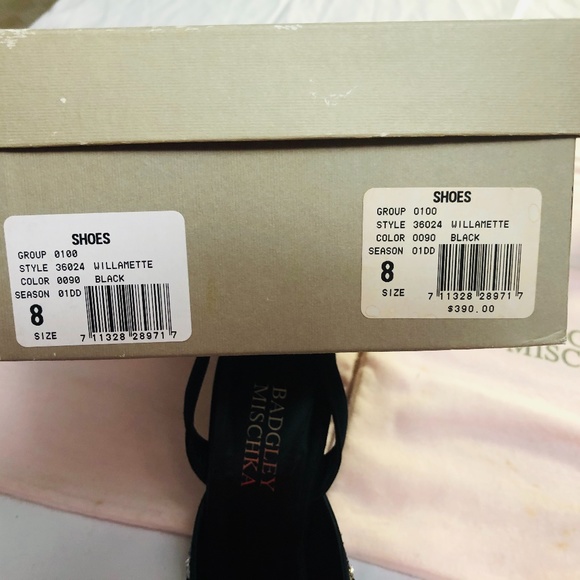 SHOES
GROUP 0100
STYLE 36024 WILLAMETTE
COLOR 0090 BLACK
SEASON 01DD
8
SIZE
7 11328 28971 7
SHOES
GROUP 0100
STYLE 36024 WILLAMETTE
COLOR 0090 BLACK
SEASON 01DD
8
SIZE
7 11328 28971 7
$390.00
BADGLEY
MISCHKA
MISCH